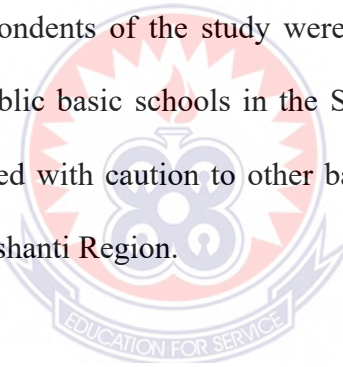 ondents of the study were
blic basic schools in the S
ed with caution to other ba
shanti Region.
EDUCATION FOR SERVICE